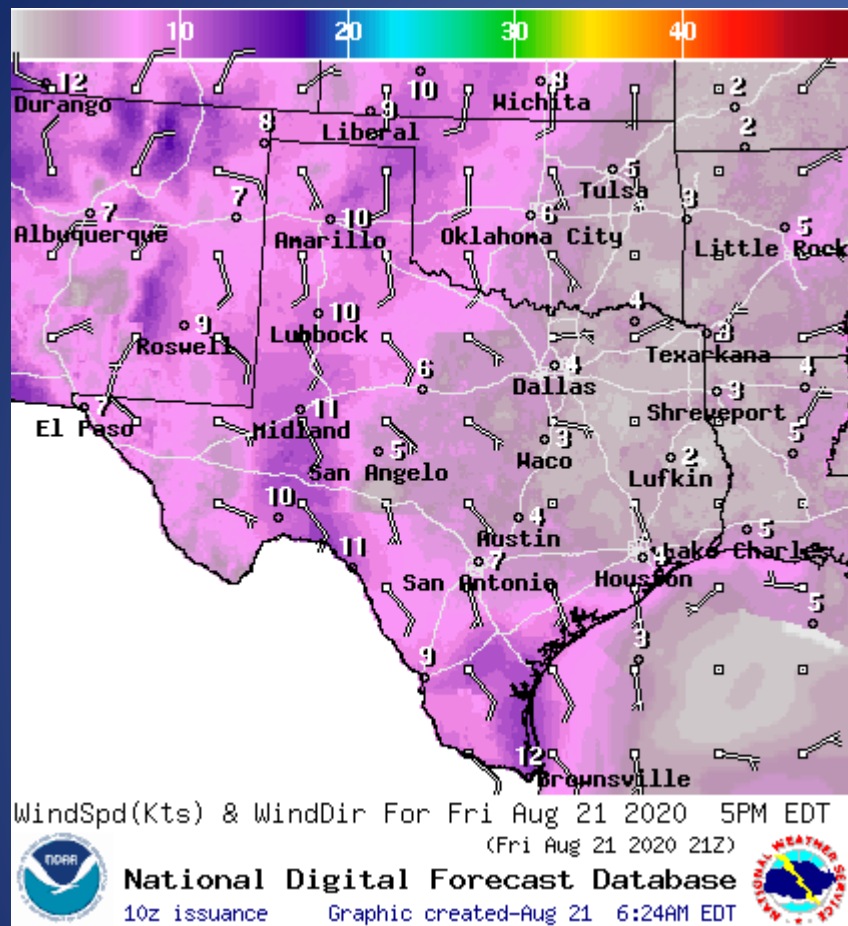 10 20 30 40
12 Durango
10
8 Wichita
2
9 Liberal
8
2
5 Tulsa
7 Albuquerque
7
10 Amarillo
6 Oklahoma City
3
5 Little Rock
9 Roswell
10 Lubbock
4
3 Texarkana
4 Dallas
6
3 Shreveport
4
7 El Paso
11 Midland
5 San Angelo
3 Waco
2 Lufkin
5
10
4 Austin
5 Lake Charles
11
7 San Antonio
Houston
5
9
3
12 Brownsville
WindSpd(Kts) & WindDir For Fri Aug 21 2020 5PM EDT
(Fri Aug 21 2020 21Z)
NOAA
National Digital Forecast Database
10z issuance Graphic created-Aug 21 6:24AM EDT
NATIONAL WEATHER SERVICE